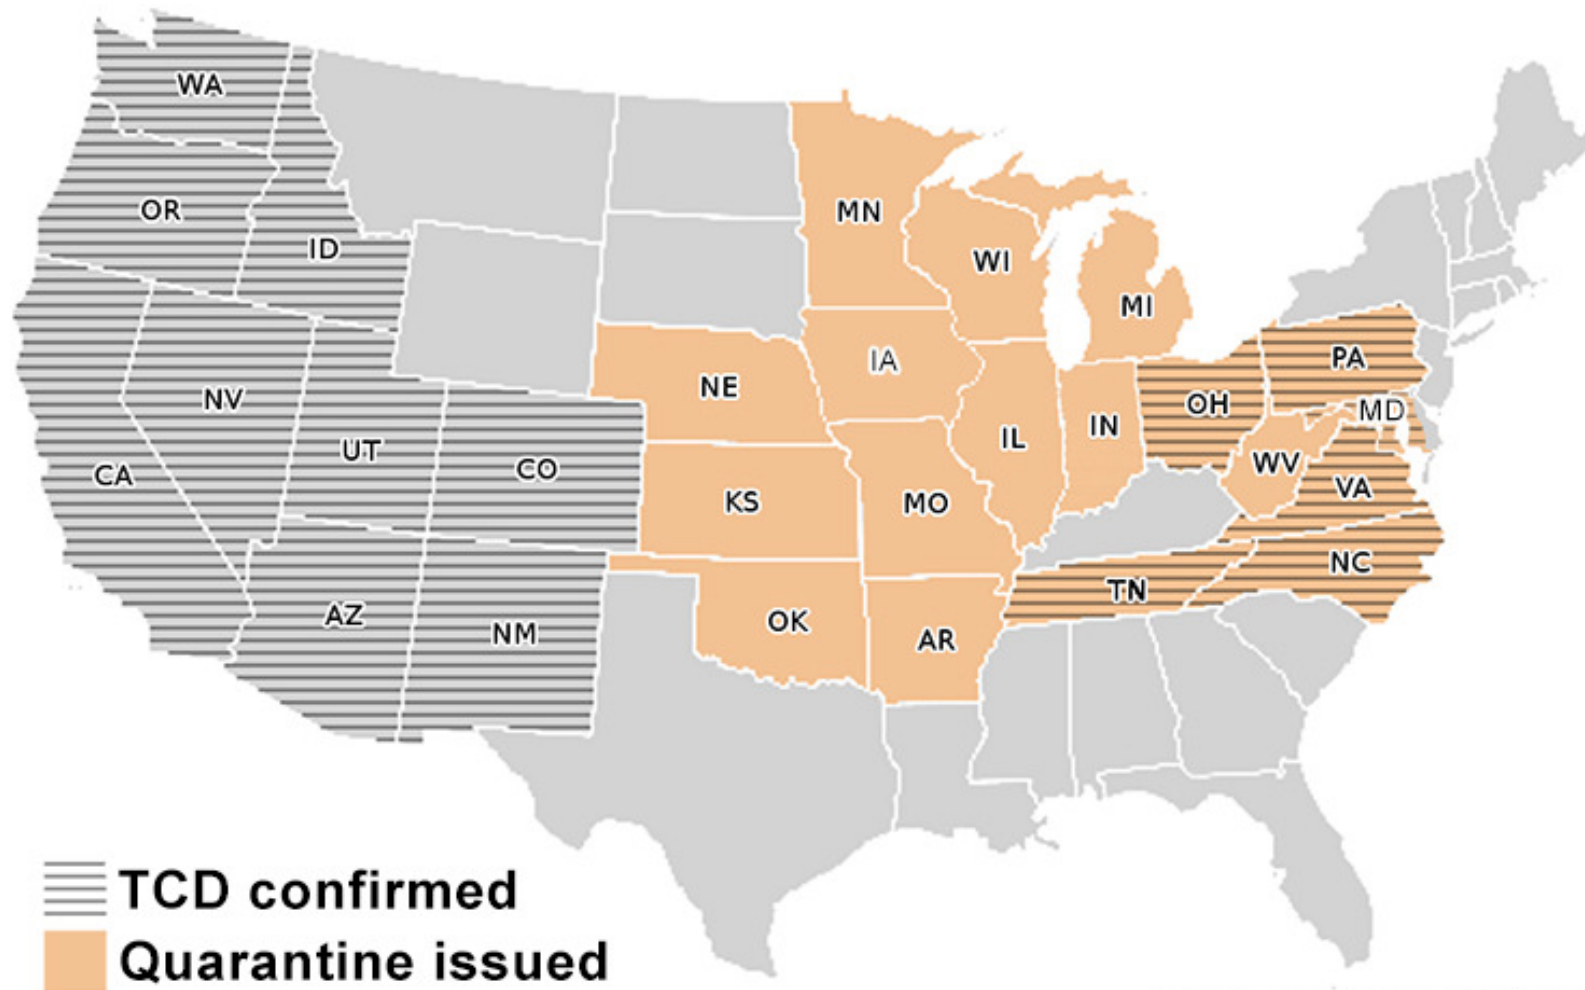 WA
OR
ID
MN
WI
MI
IA
NE
NV
UT
CO
CA
KS
MO
IL
IN
OH
PA
MD
WV
VA
NC
TN
AZ
NM
OK
AR
TCD confirmed
Quarantine issued